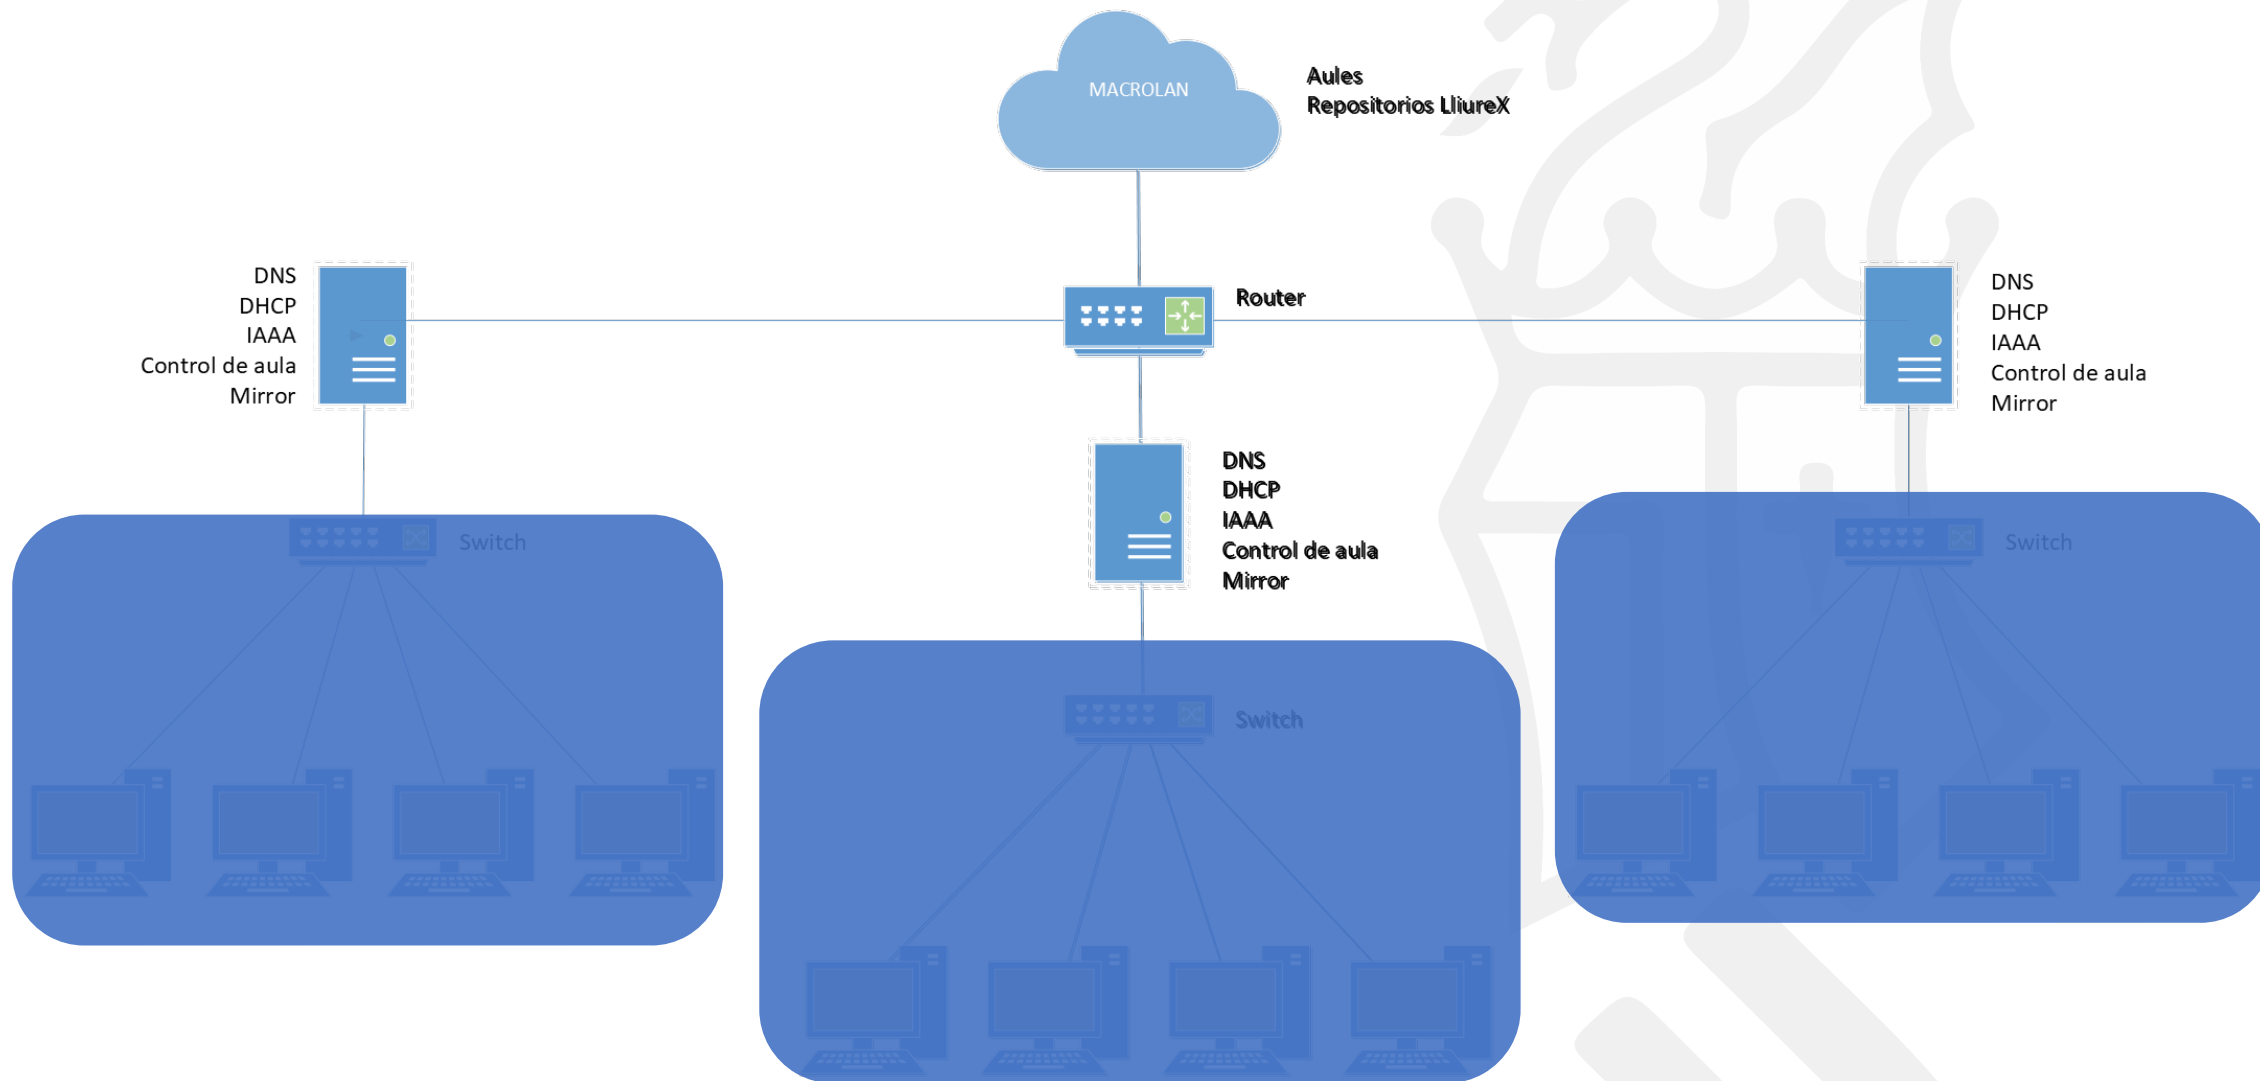 MACROLAN
Aules
Repositorios LliureX
Router
DNS
DHCP
IAAA
Control de aula
Mirror
DNS
DHCP
IAAA
Control de aula
Mirror
DNS
DHCP
IAAA
Control de aula
Mirror
Switch
Switch
Switch